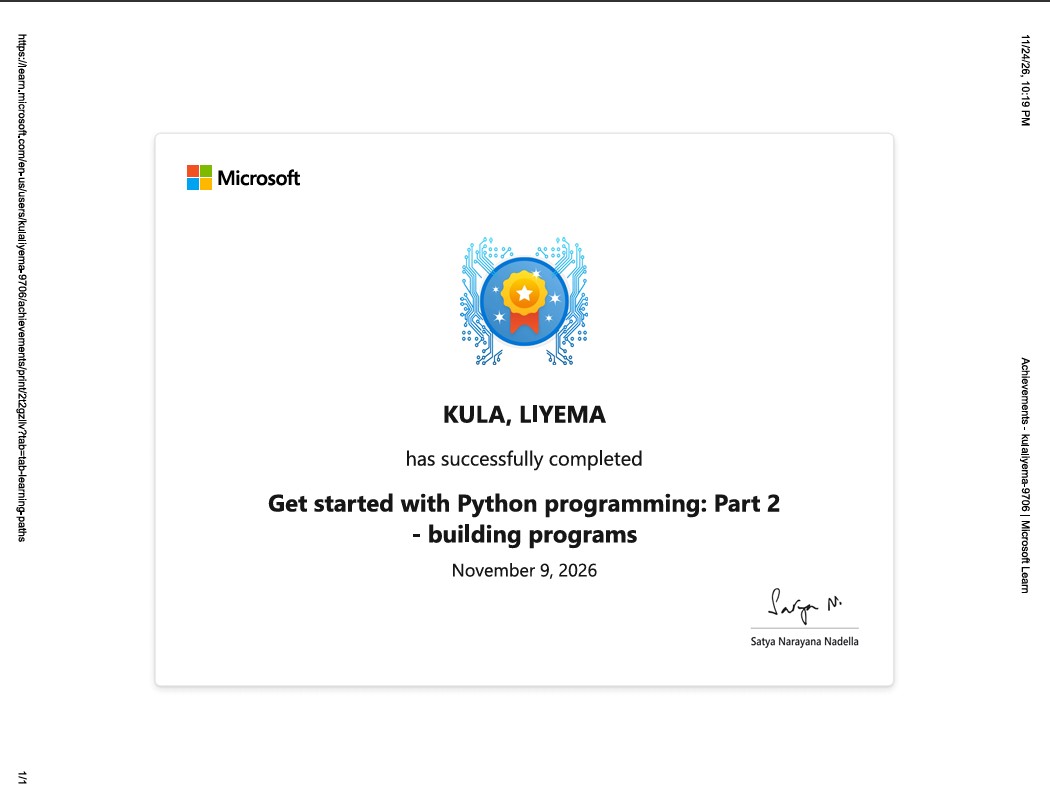 11/24/26, 10:19 PM
Achievements - kulaliyema-9706 | Microsoft Learn
Microsoft
KULA, LIYEMA
has successfully completed
Get started with Python programming: Part 2
- building programs
November 9, 2026
Satya N.
Satya Narayana Nadella
https://learn.microsoft.com/en-us/users/kulaliyema-9706/achievements/print/2t2gzllv?tab=tab-learning-paths
1/1